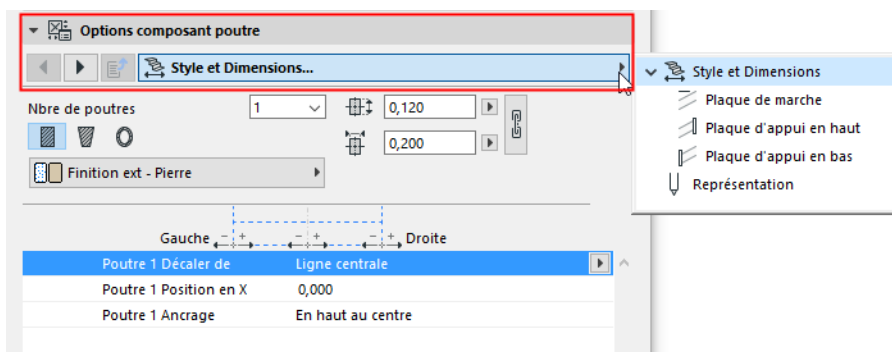 Options composant poutre
Style et Dimensions...
Style et Dimensions
Plaque de marche
Plaque d'appui en haut
Plaque d'appui en bas
Représentation
Nbre de poutres 1 0,120
0,200
Finition ext - Pierre
Gauche - + - + - + Droite
Poutre 1 Décaler de Ligne centrale
Poutre 1 Position en X 0,000
Poutre 1 Ancrage En haut au centre